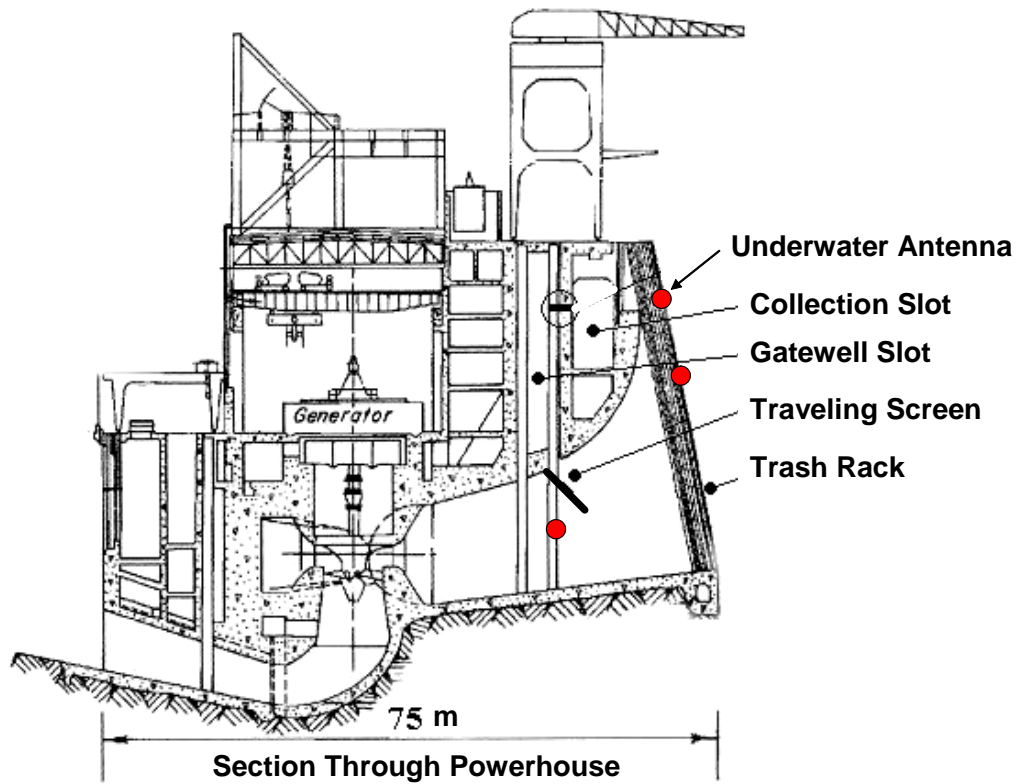 Underwater Antenna
Collection Slot
Gatewell Slot
Traveling Screen
Trash Rack
Generator
75 m
Section Through Powerhouse